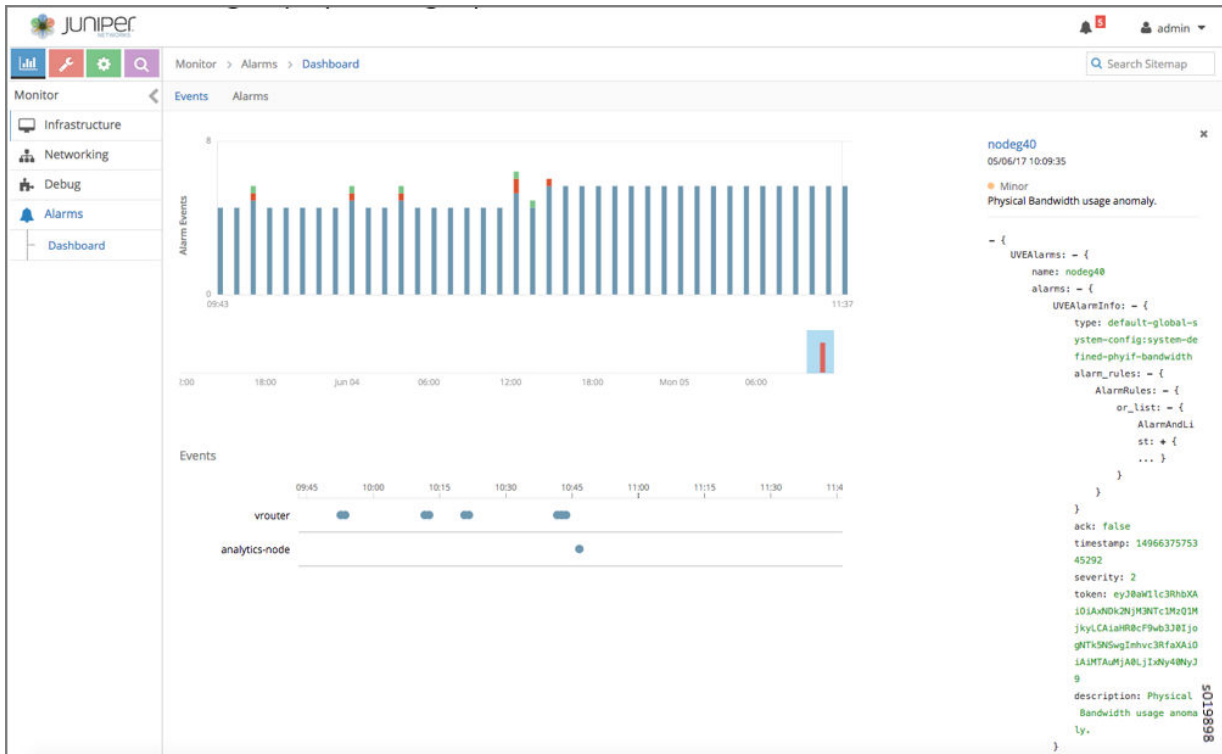 JUNIPER
NETWORKS
5
admin
Monitor > Alarms > Dashboard
Search Sitemap
Monitor
Events Alarms
Infrastructure
Networking
Debug
Alarms
Dashboard
8
Alarm Events
0
09:43 11:37
18:00 Jun 04 06:00 12:00 18:00 Mon 05 06:00
Events
09:45 10:00 10:15 10:30 10:45 11:00 11:15 11:30 11:4
vrouter
analytics-node
nodeg40
05/06/17 10:09:35
Minor
Physical Bandwidth usage anomaly.
- {
UVEAlarms: - {
name: nodeg40
alarms: - {
UVEAlarmInfo: - {
type: default-global-s
ystem-config:system-de
fined-phyif-bandwidth
alarm_rules: - {
AlarmRules: - {
or_list: - {
AlarmAndLi
st: + {
... }
}
}
}
ack: false
timestamp: 14966375753
45292
severity: 2
token: eyJ0aW1lc3RhbXA
iOiAxNDk2NjM3NTc1MzQ1M
jkyLCAiaHR0cF9wb3J0Ijo
gNTk5NSwgImhvc3RfaXAiO
iAiMTAuMjA0LjIxNy40NyJ
9
description: Physical
Bandwidth usage anoma
ly.
}
s019898